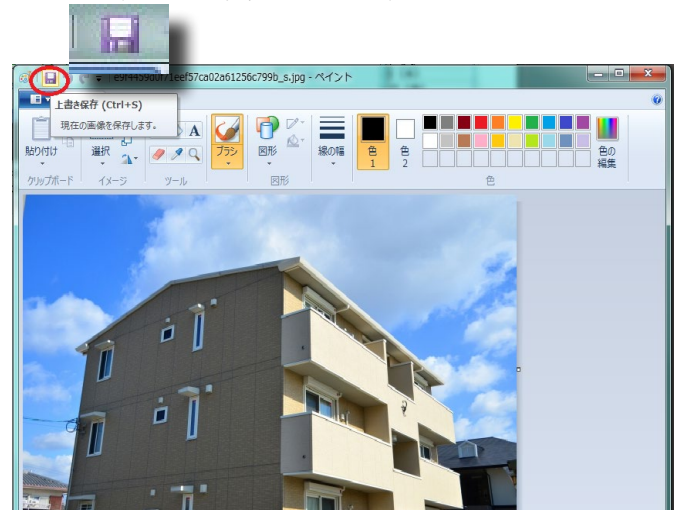 e9f4459d0f71eef57ca02a61256c799b_s.jpg - ペイント
上書き保存 (Ctrl+S)
現在の画像を保存します。
貼り付け
選択
A
ブラシ
図形
線の幅
色
1
色
2
色の
編集
クリップボード
イメージ
ツール
図形
色